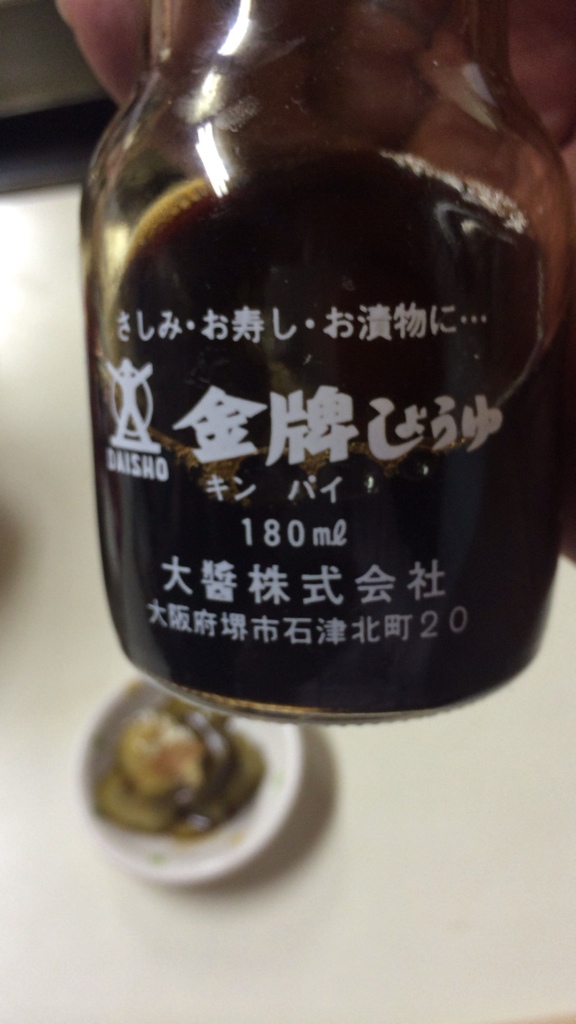 さしみ・お寿し・お漬物に…
DAISHO
金牌しょうゆ
キン パイ
180ml
大醤株式会社
大阪府堺市石津北町20